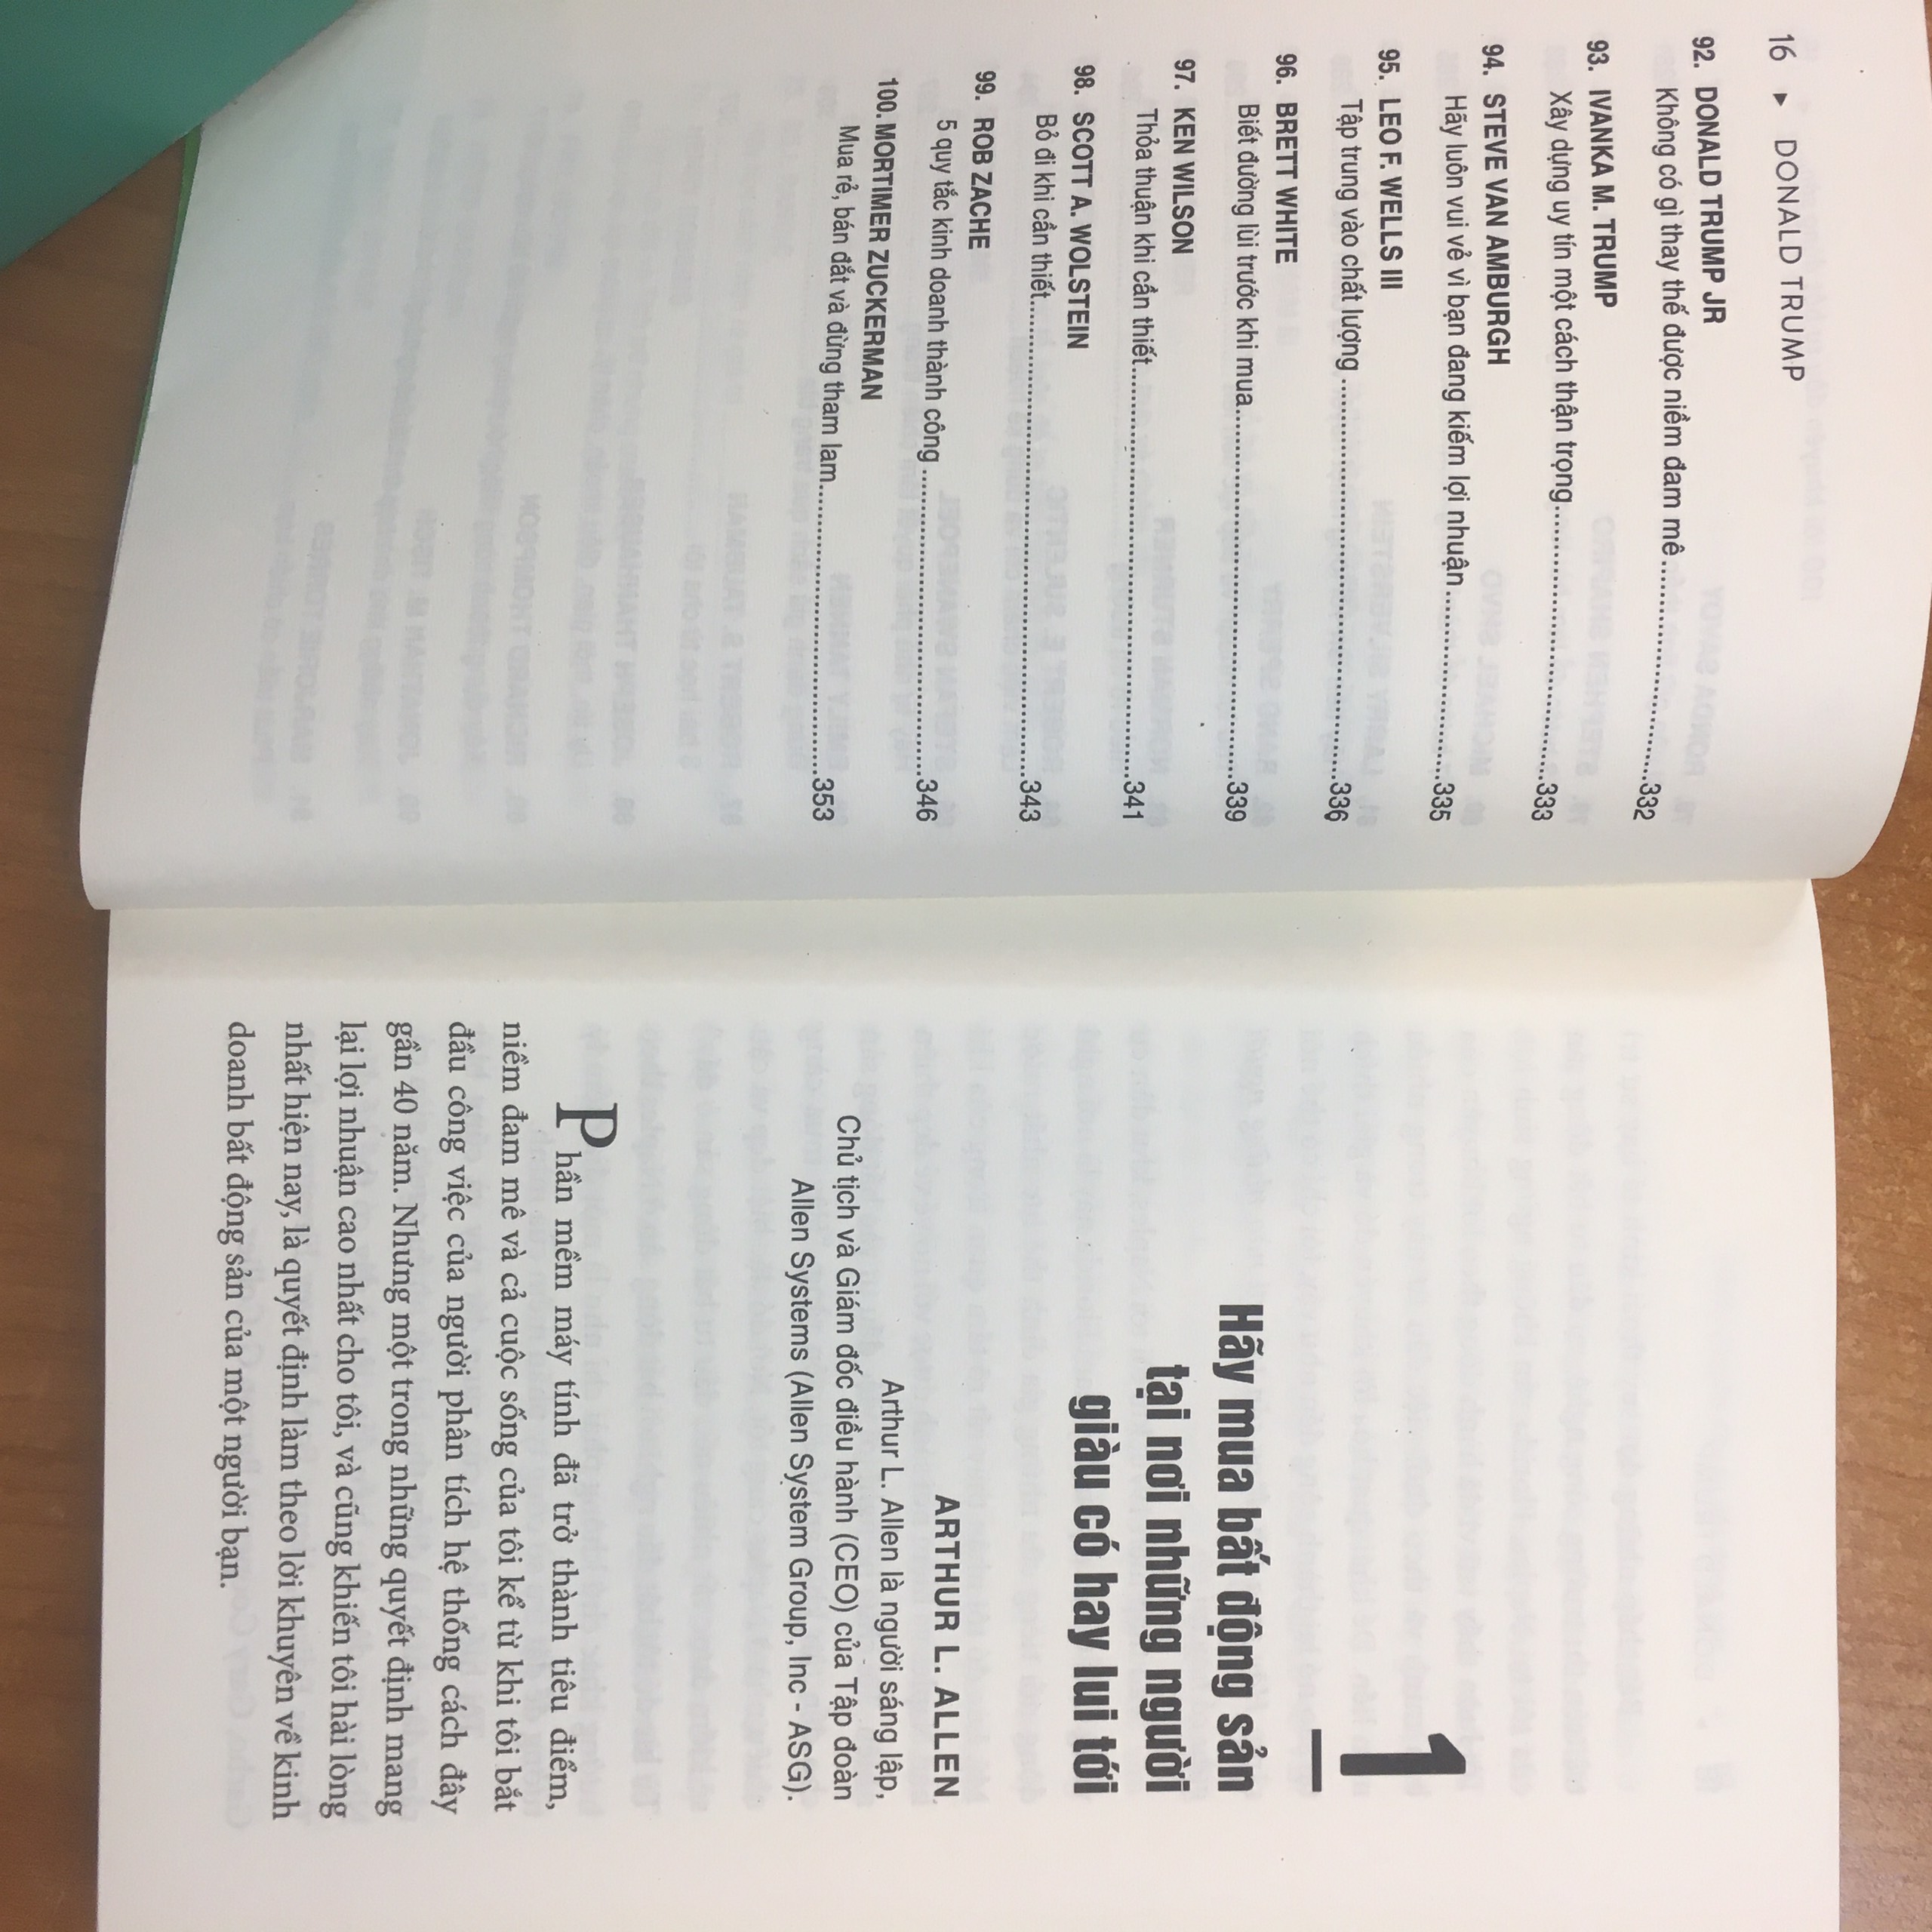 16 ► DONALD TRUMP
92. DONALD TRUMP JR
Không có gì thay thế được niềm đam mê..............................332
93. IVANKA M. TRUMP
Xây dựng uy tín một cách thận trọng..............................333
94. STEVE VAN AMBURGH
Hãy luôn vui vẻ vì bạn đang kiếm lợi nhuận..............................335
95. LEO F. WELLS III
Tập trung vào chất lượng ..............................336
96. BRETT WHITE
Biết đường lùi trước khi mua..............................339
97. KEN WILSON
Thỏa thuận khi cần thiết..............................341
98. SCOTT A. WOLSTEIN
Bỏ đi khi cần thiết..............................343
99. ROB ZACHE
5 quy tắc kinh doanh thành công ..............................346
100. MORTIMER ZUCKERMAN
Mua rẻ, bán đắt và đừng tham lam..............................353
1
Hãy mua bất động sản
tại nơi những người
giàu có hay lui tới
ARTHUR L. ALLEN
Arthur L. Allen là người sáng lập,
Chủ tịch và Giám đốc điều hành (CEO) của Tập đoàn
Allen Systems (Allen System Group, Inc - ASG).
Phần mềm máy tính đã trở thành tiêu điểm,
niềm đam mê và cả cuộc sống của tôi kể từ khi tôi bắt
đầu công việc của người phân tích hệ thống cách đây
gần 40 năm. Nhưng một trong những quyết định mang
lại lợi nhuận cao nhất cho tôi, và cũng khiến tôi hài lòng
nhất hiện nay, là quyết định làm theo lời khuyên về kinh
doanh bất động sản của một người bạn.